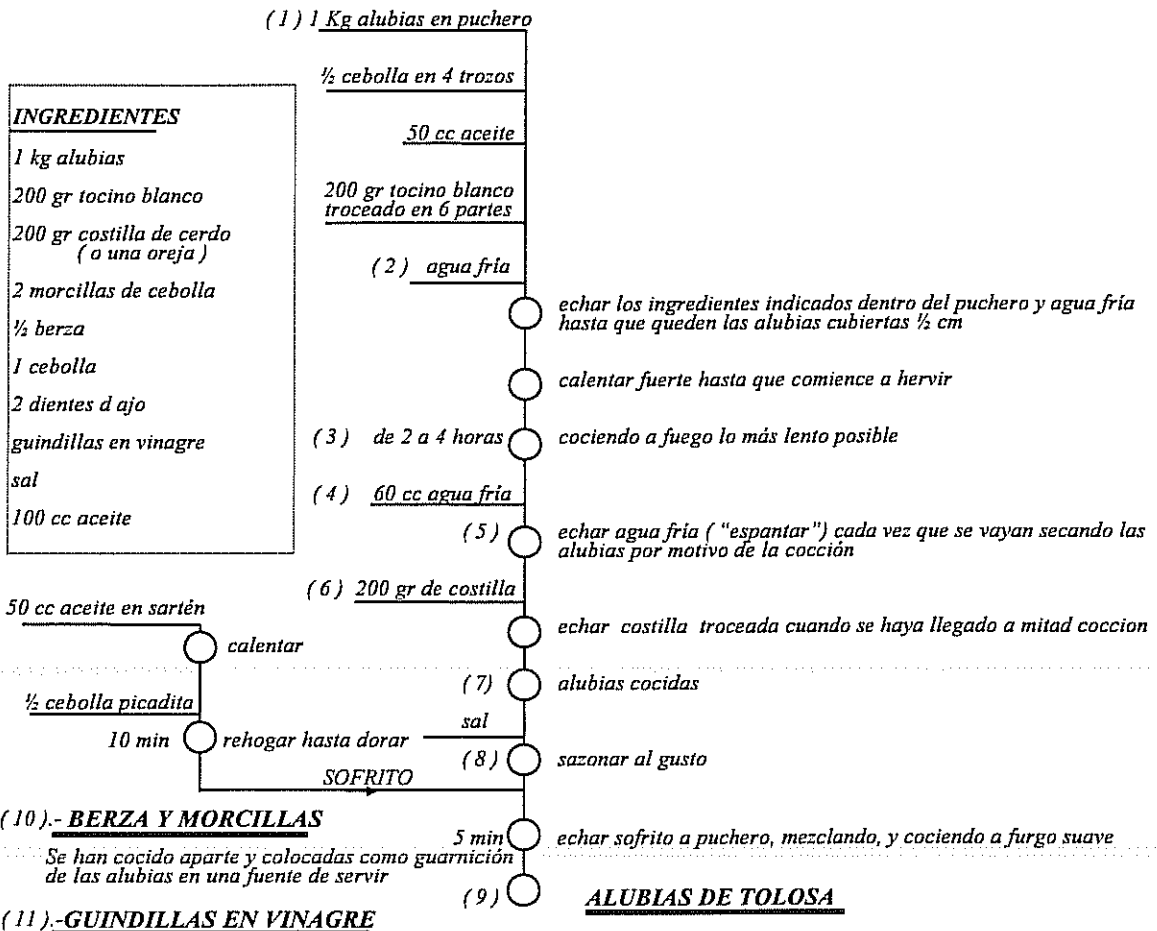 ( 1 ) 1 Kg alubias en puchero
½ cebolla en 4 trozos
50 cc aceite
200 gr tocino blanco
troceado en 6 partes
( 2 ) agua fría
INGREDIENTES
1 kg alubias
200 gr tocino blanco
200 gr costilla de cerdo
( o una oreja )
2 morcillas de cebolla
½ berza
1 cebolla
2 dientes d ajo
guindillas en vinagre
sal
100 cc aceite
echar los ingredientes indicados dentro del puchero y agua fría
hasta que queden las alubias cubiertas ½ cm
calentar fuerte hasta que comience a hervir
( 3 ) de 2 a 4 horas
cociendo a fuego lo más lento posible
( 4 ) 60 cc agua fría
( 5 )
echar agua fría ( "espantar") cada vez que se vayan secando las
alubias por motivo de la cocción
( 6 ) 200 gr de costilla
echar costilla troceada cuando se haya llegado a mitad coccion
50 cc aceite en sartén
calentar
( 7) alubias cocidas
½ cebolla picadita
sal
10 min rehogar hasta dorar
( 8 ) sazonar al gusto
SOFRITO
5 min echar sofrito a puchero, mezclando, y cociendo a furgo suave
( 9 ) ALUBIAS DE TOLOSA
( 10 ).- BERZA Y MORCILLAS
Se han cocido aparte y colocadas como guarnición
de las alubias en una fuente de servir
( 11 ).-GUINDILLAS EN VINAGRE